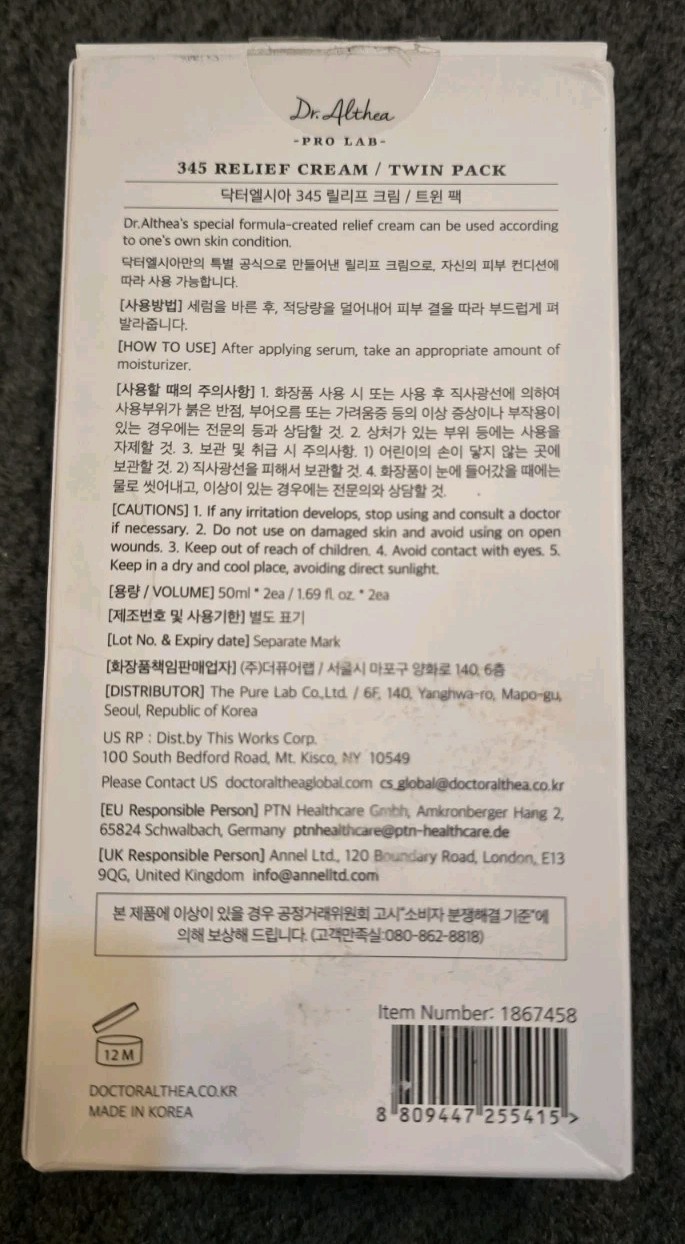 Dr. Althea
-PRO LAB-
345 RELIEF CREAM / TWIN PACK
닥터엘시아 345 릴리프 크림 / 트윈 팩
Dr.Althea's special formula-created relief cream can be used according
to one's own skin condition.
닥터엘시아만의 특별 공식으로 만들어낸 릴리프 크림으로, 자신의 피부 컨디션에
따라 사용 가능합니다.
[사용방법] 세럼을 바른 후, 적당량을 덜어내어 피부 결을 따라 부드럽게 펴
발라줍니다.
[HOW TO USE] After applying serum, take an appropriate amount of
moisturizer.
[사용할 때의 주의사항] 1. 화장품 사용 시 또는 사용 후 직사광선에 의하여
사용부위가 붉은 반점, 부어오름 또는 가려움증 등의 이상 증상이나 부작용이
있는 경우에는 전문의 등과 상담할 것. 2. 상처가 있는 부위 등에는 사용을
자제할 것. 3. 보관 및 취급 시 주의사항. 1) 어린이의 손이 닿지 않는 곳에
보관할 것. 2) 직사광선을 피해서 보관할 것. 4. 화장품이 눈에 들어갔을 때에는
물로 씻어내고, 이상이 있는 경우에는 전문의와 상담할 것.
[CAUTIONS] 1. If any irritation develops, stop using and consult a doctor
if necessary. 2. Do not use on damaged skin and avoid using on open
wounds. 3. Keep out of reach of children. 4. Avoid contact with eyes. 5.
Keep in a dry and cool place, avoiding direct sunlight.
[용량 / VOLUME] 50ml * 2ea / 1.69 fl. oz. * 2ea
[제조번호 및 사용기한] 별도 표기
[Lot No. & Expiry date] Separate Mark
[화장품책임판매업자] (주)더퓨어랩 / 서울시 마포구 양화로 140, 6층
[DISTRIBUTOR] The Pure Lab Co.,Ltd. / 6F, 140, Yanghwa-ro, Mapo-gu,
Seoul, Republic of Korea
US RP : Dist.by This Works Corp.
100 South Bedford Road, Mt. Kisco, NY 10549
Please Contact US doctoraltheaglobal.com cs_global@doctoralthea.co.kr
[EU Responsible Person] PTN Healthcare Gmbh, Amkronberger Hang 2,
65824 Schwalbach, Germany ptnhealthcare@ptn-healthcare.de
[UK Responsible Person] Annel Ltd., 120 Boundary Road, London, E13
9QG, United Kingdom info@annelltd.com
본 제품에 이상이 있을 경우 공정거래위원회 고시"소비자 분쟁해결 기준"에
의해 보상해 드립니다. (고객만족실:080-862-8818)
Item Number: 1867458
12 M
DOCTORALTHEA.CO.KR
MADE IN KOREA
8 809447 255415 >